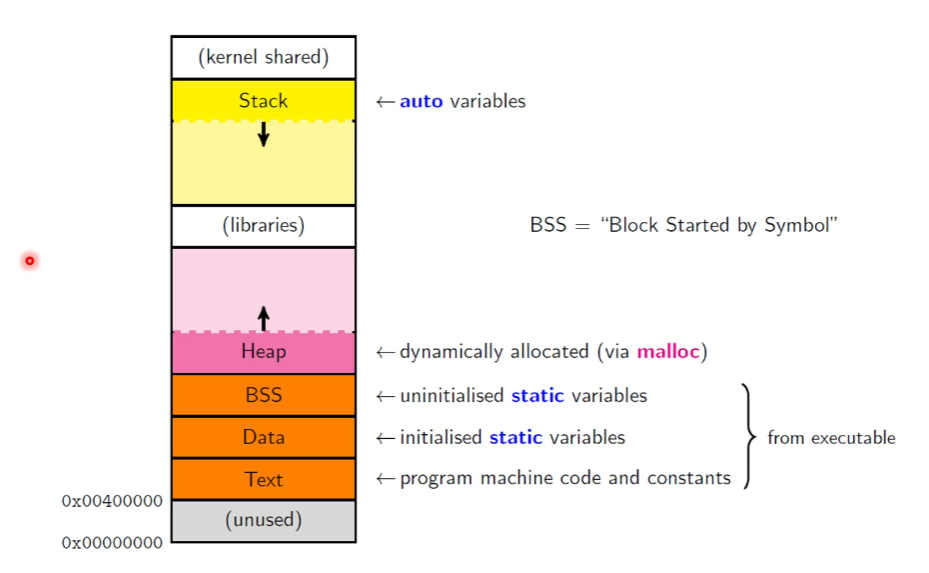 (kernel shared)
Stack
← auto variables
(libraries)
BSS = “Block Started by Symbol”
Heap
← dynamically allocated (via malloc)
BSS
← uninitialised static variables
Data
← initialised static variables
from executable
Text
← program machine code and constants
0x00400000
(unused)
0x00000000